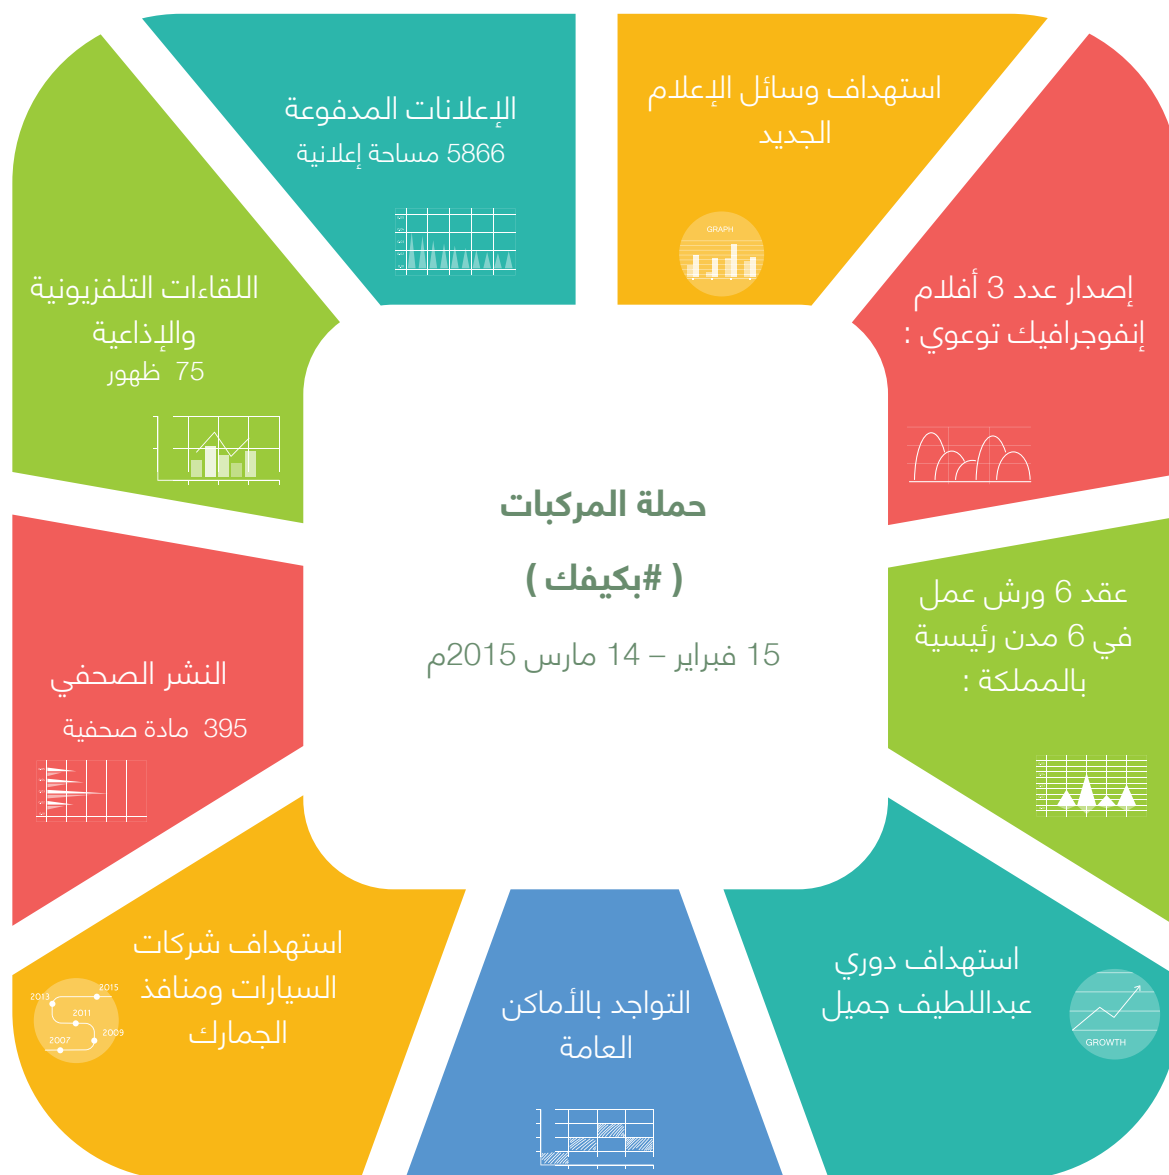 استهداف وسائل الإعلام
الجديد
GRAPH
إصدار عدد 3 أفلام
إنفوجرافيك توعوي :
عقد 6 ورش عمل
في 6 مدن رئيسية
بالمملكة :
استهداف دوري
عبداللطيف جميل
GROWTH
التواجد بالأماكن
العامة
استهداف شركات
السيارات ومنافذ
الجمارك
2015
2013
2011
2009
2007
النشر الصحفي
395 مادة صحفية
اللقاءات التلفزيونية
والإذاعية
75 ظهور
الإعلانات المدفوعة
5866 مساحة إعلانية
حملة المركبات
( #بكيفك )
15 فبراير – 14 مارس 2015م